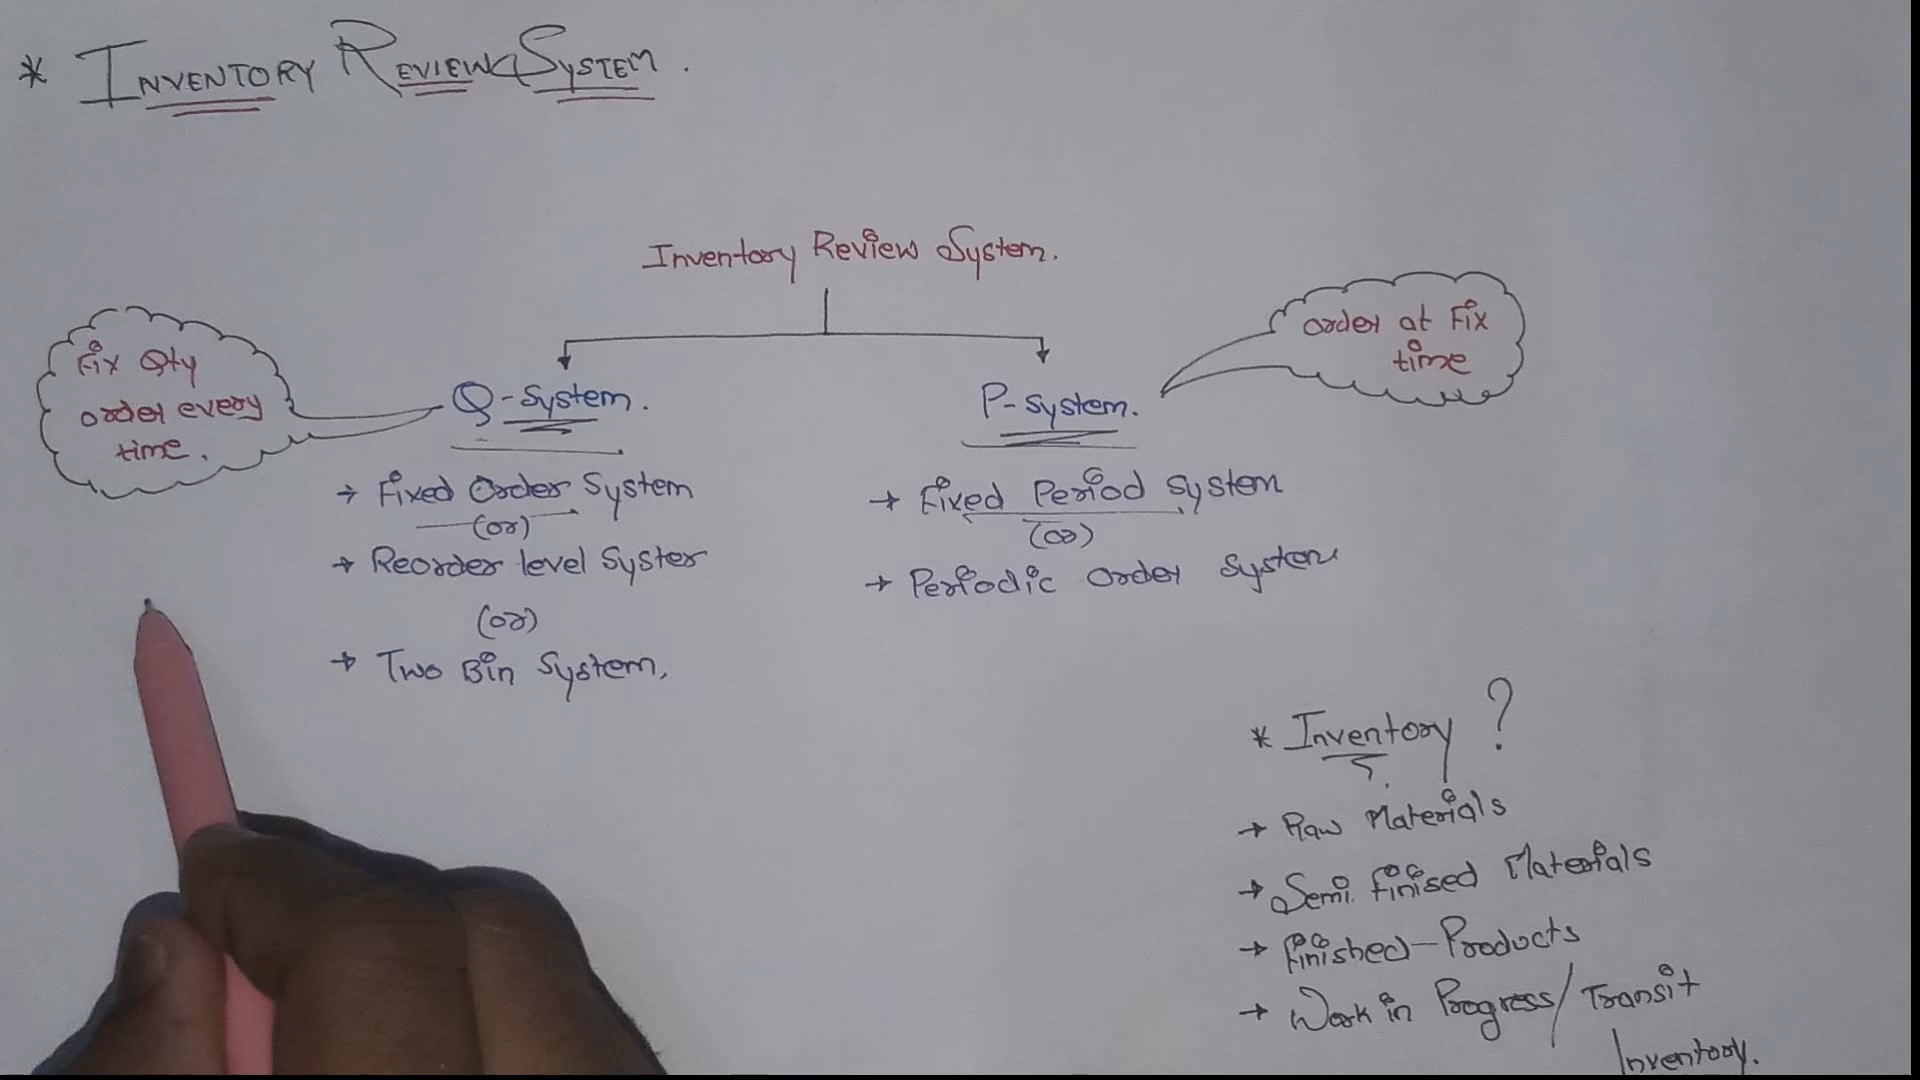 * INVENTORY REVIEW SYSTEM.
Inventory Review System.
Fix Qty
order every
time.
order at Fix
time
Q-System.
→ Fixed Order System
(or)
→ Reorder level System
(or)
→ Two Bin System,
P-System.
→ Fixed Period System
(or)
→ Periodic Order System
* Inventory ?
→ Raw Materials
→ Semi. finised Materials
→ finished-Products
→ Work in Progress/Transit
Inventory.